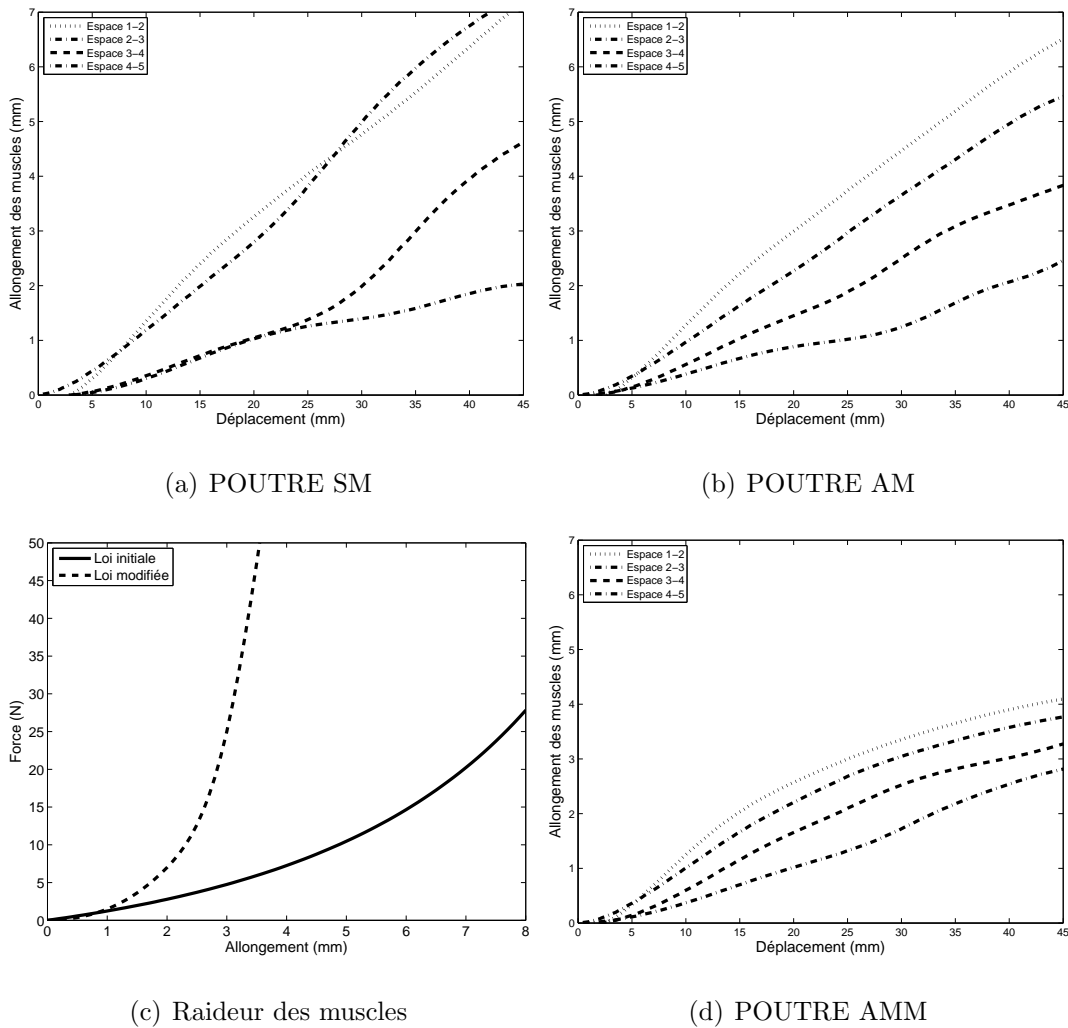 7
6
5
4
3
2
1
0
Allongement des muscles (mm)
Espace 1−2
Espace 2−3
Espace 3−4
Espace 4−5
0 5 10 15 20 25 30 35 40 45
Déplacement (mm)
(a) POUTRE SM
7
6
5
4
3
2
1
0
Allongement des muscles (mm)
Espace 1−2
Espace 2−3
Espace 3−4
Espace 4−5
0 5 10 15 20 25 30 35 40 45
Déplacement (mm)
(b) POUTRE AM
50
45
40
35
30
25
20
15
10
5
0
Force (N)
Loi initiale
Loi modifiée
0 1 2 3 4 5 6 7 8
Allongement (mm)
(c) Raideur des muscles
7
6
5
4
3
2
1
0
Allongement des muscles (mm)
Espace 1−2
Espace 2−3
Espace 3−4
Espace 4−5
0 5 10 15 20 25 30 35 40 45
Déplacement (mm)
(d) POUTRE AMM